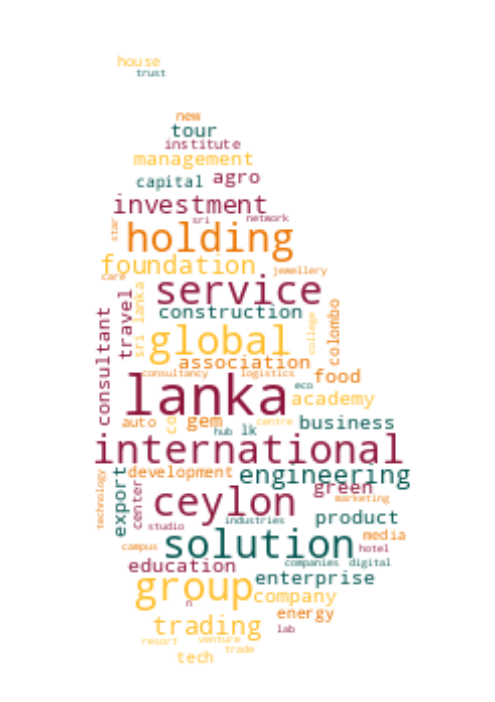 house
trust
new
tour
institute
management
capital agro
investment
sri network
star holding
foundation
care jewellery
service
sri lanka
travel construction
consultant global college colombo
association
consultancy logistics food
eco
lanka academy
auto co gem centre business
hub lk
international
development engineering
technology export center green
ceylon marketing
studio industries product
solution media
campus hotel
education companies digital
group enterprise
company
n
trading energy
lab
resort venture
trade
tech